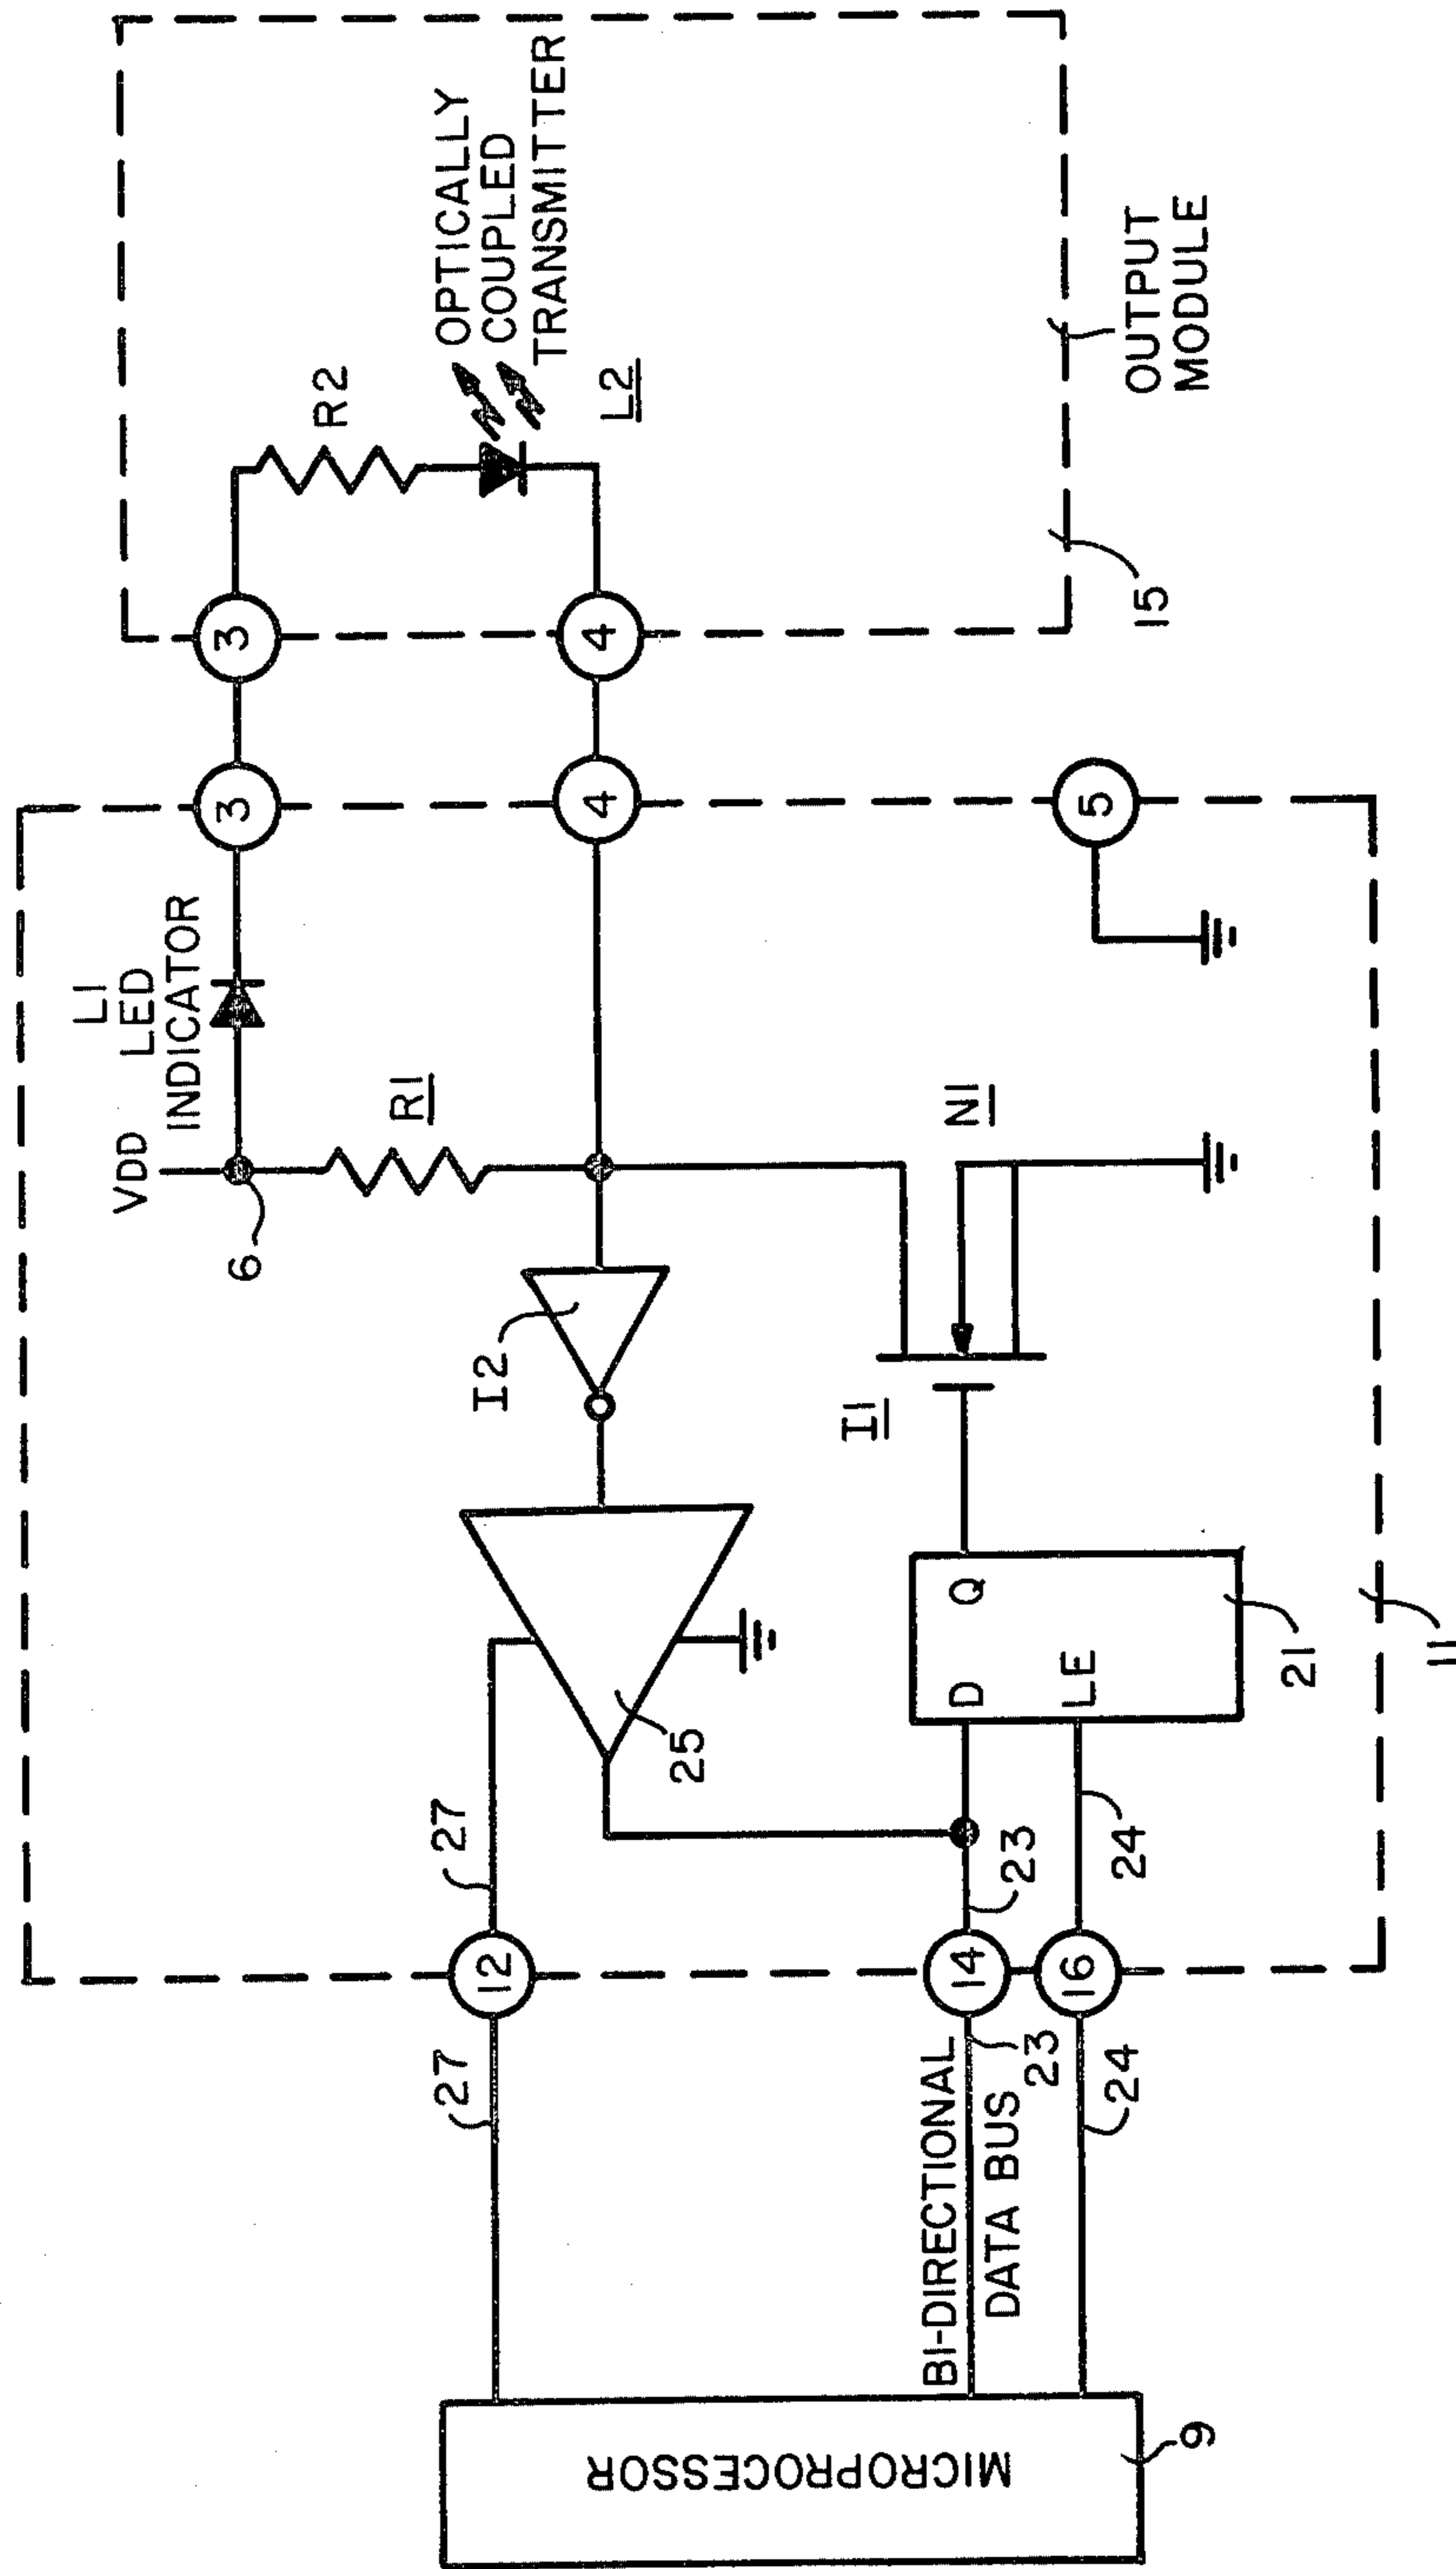 MICROPROCESSOR
9
27
BI-DIRECTIONAL
DATA BUS
23
24
12
14
16
27
23
24
25
D
Q
LE
21
11
I2
I1
N1
VDD
6
R1
L1
LED
INDICATOR
3
4
5
3
4
R2
L2
OPTICALLY
COUPLED
TRANSMITTER
15
OUTPUT
MODULE